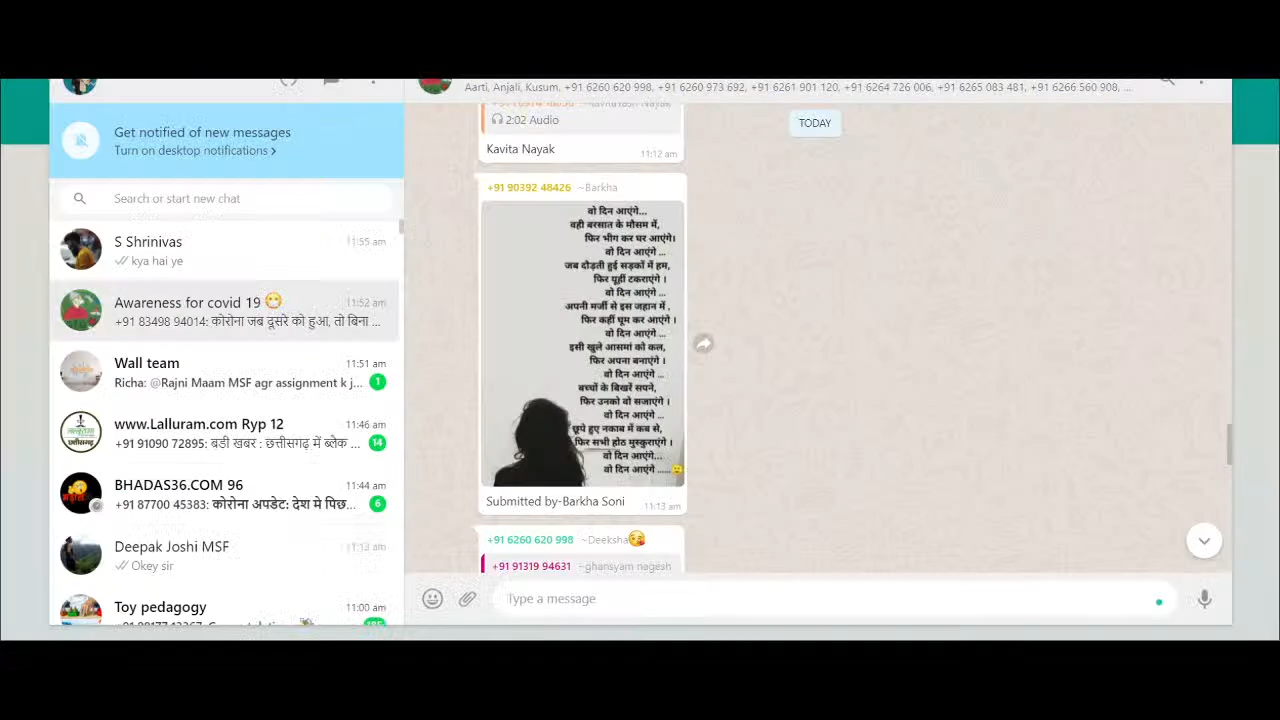 Aarti, Anjali, Kusum, +91 6260 620 998, +91 6260 973 692, +91 6261 901 120, +91 6264 726 006, +91 6265 083 481, +91 6266 560 908, ...
Get notified of new messages
Turn on desktop notifications >
Search or start new chat
S Shrinivas
11:55 am
kya hai ye
Awareness for covid 19 😷
11:52 am
+91 83498 94014: कोरोना जब दूसरे को हुआ, तो बिना ...
Wall team
11:51 am
Richa: @Rajni Maam MSF agr assignment k j...
1
www.Lalluram.com Ryp 12
11:46 am
+91 91090 72895: बड़ी खबर : छत्तीसगढ़ में ब्लैक ...
14
BHADAS36.COM 96
11:44 am
+91 87700 45383: कोरोना अपडेट: देश मे पिछ...
6
Deepak Joshi MSF
11:13 am
Okey sir
Toy pedagogy
11:00 am
TODAY
2:02 Audio
Kavita Nayak
11:12 am
+91 90392 48426 ~Barkha
वो दिन आएंगे...
वही बरसात के मौसम में,
फिर भीग कर घर आएंगे।
वो दिन आएंगे ...
जब दौड़ती हुई सड़कों में हम,
फिर यूहीं टकराएंगे ।
वो दिन आएंगे ...
अपनी मर्जी से इस जहान में ,
फिर कहीं घूम कर आएंगे ।
वो दिन आएंगे ...
इसी खुले आसमां को कल,
फिर अपना बनाएंगे ।
वो दिन आएंगे ...
बच्चों के बिखरें सपने,
फिर उनको वो सजाएंगे ।
वो दिन आएंगे ...
छूपे हुए नकाब में कब से,
फिर सभी होठ मुस्कुराएंगे ।
वो दिन आएंगे...
वो दिन आएंगे ......
Submitted by-Barkha Soni
11:13 am
+91 6260 620 998 ~Deeksha😘
+91 91319 94631 ~ghansyam nagesh
Type a message